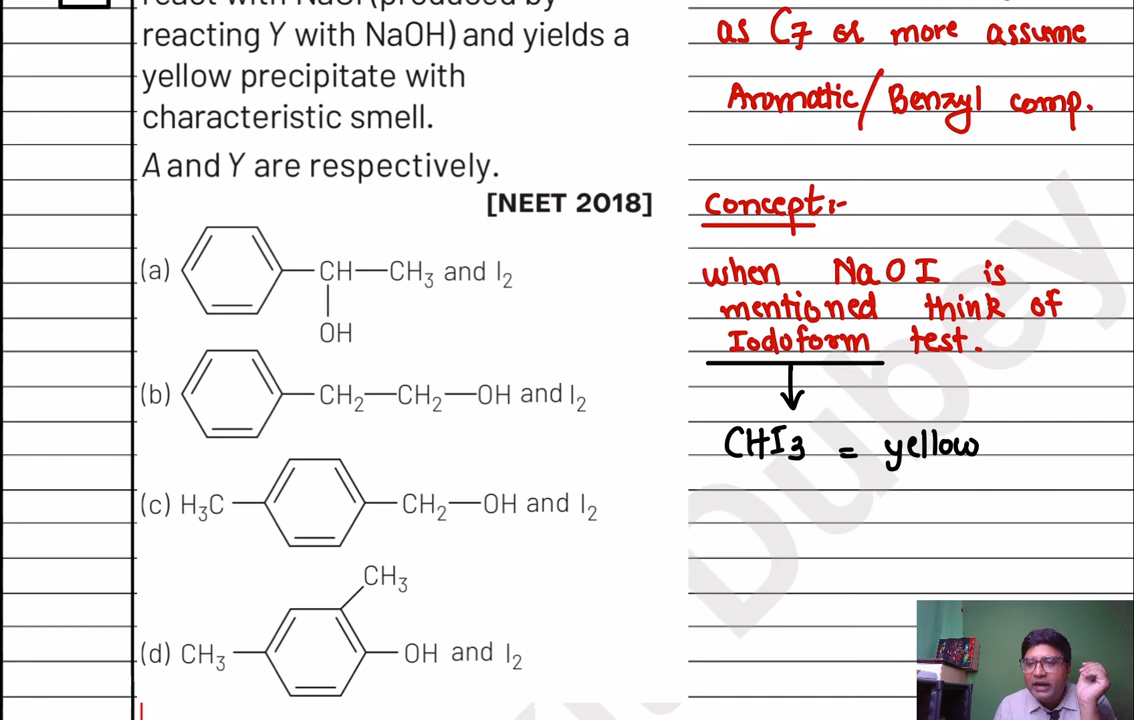 reacting Y with NaOH) and yields a
yellow precipitate with
characteristic smell.
A and Y are respectively.
[NEET 2018]
(a) CH—CH3 and I2
OH
(b) CH2—CH2—OH and I2
(c) H3C CH2—OH and I2
CH3
(d) CH3 OH and I2
as C7 or more assume
Aromatic/Benzyl comp.
Concept:-
when NaOI is
mentioned think of
Iodoform test.
CHI3 = yellow
Dubey